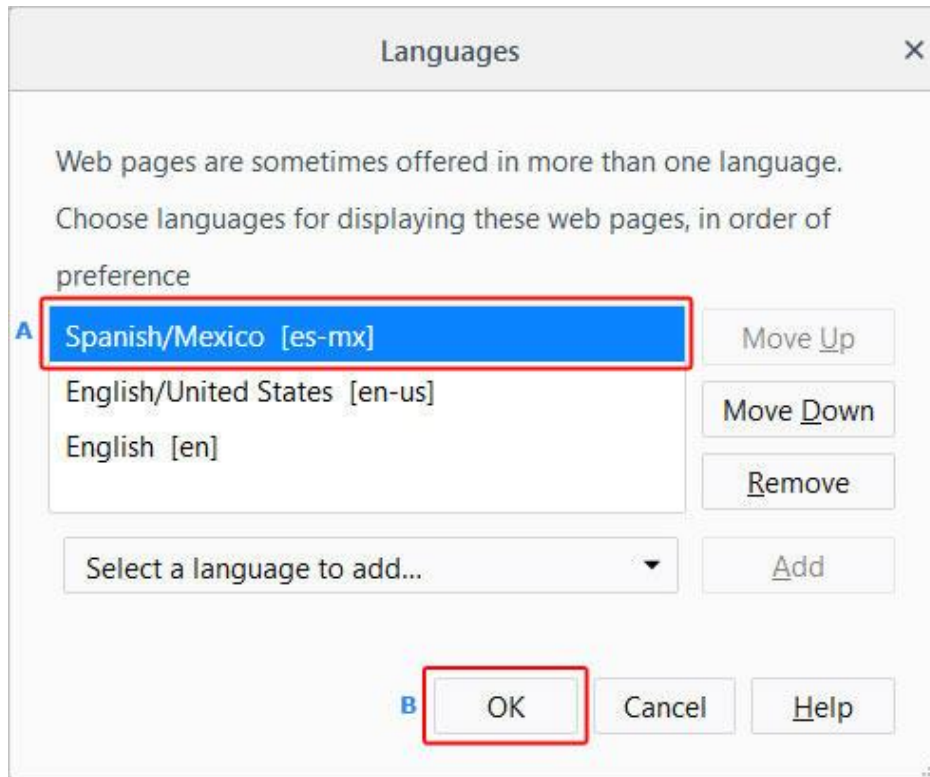 Languages
Web pages are sometimes offered in more than one language.
Choose languages for displaying these web pages, in order of
preference
A
Spanish/Mexico [es-mx]
Move Up
English/United States [en-us]
Move Down
English [en]
Remove
Select a language to add...
Add
B
OK
Cancel
Help